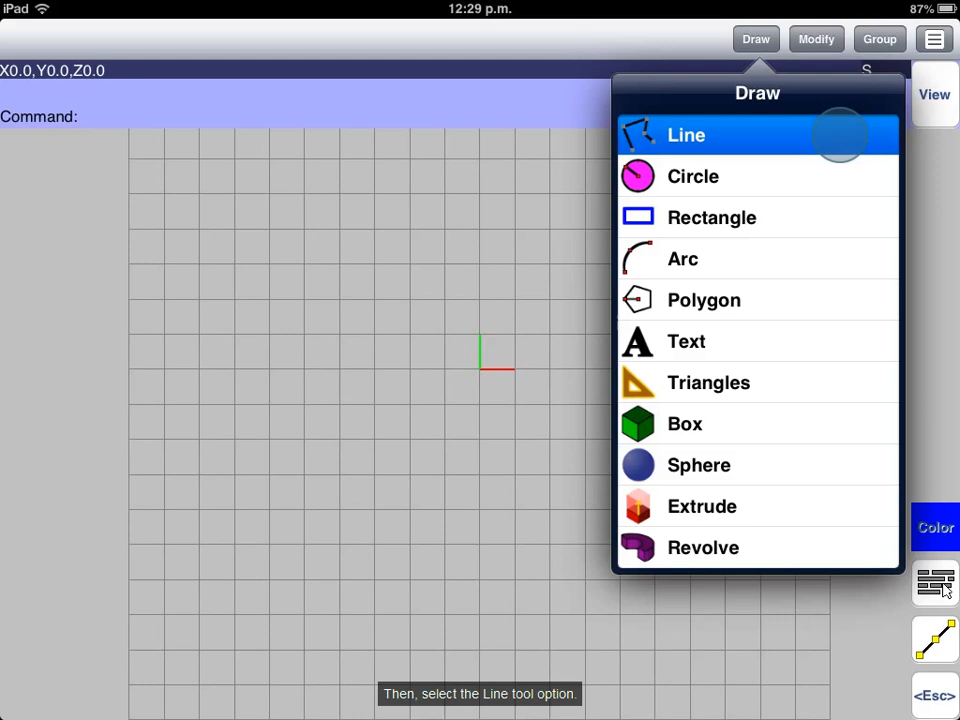 iPad
12:29 p.m.
87%
Draw
Modify
Group
X0.0,Y0.0,Z0.0
S
View
Command:
Draw
Line
Circle
Rectangle
Arc
Polygon
A Text
Triangles
Box
Sphere
Extrude
Revolve
Color
<Esc>
Then, select the Line tool option.